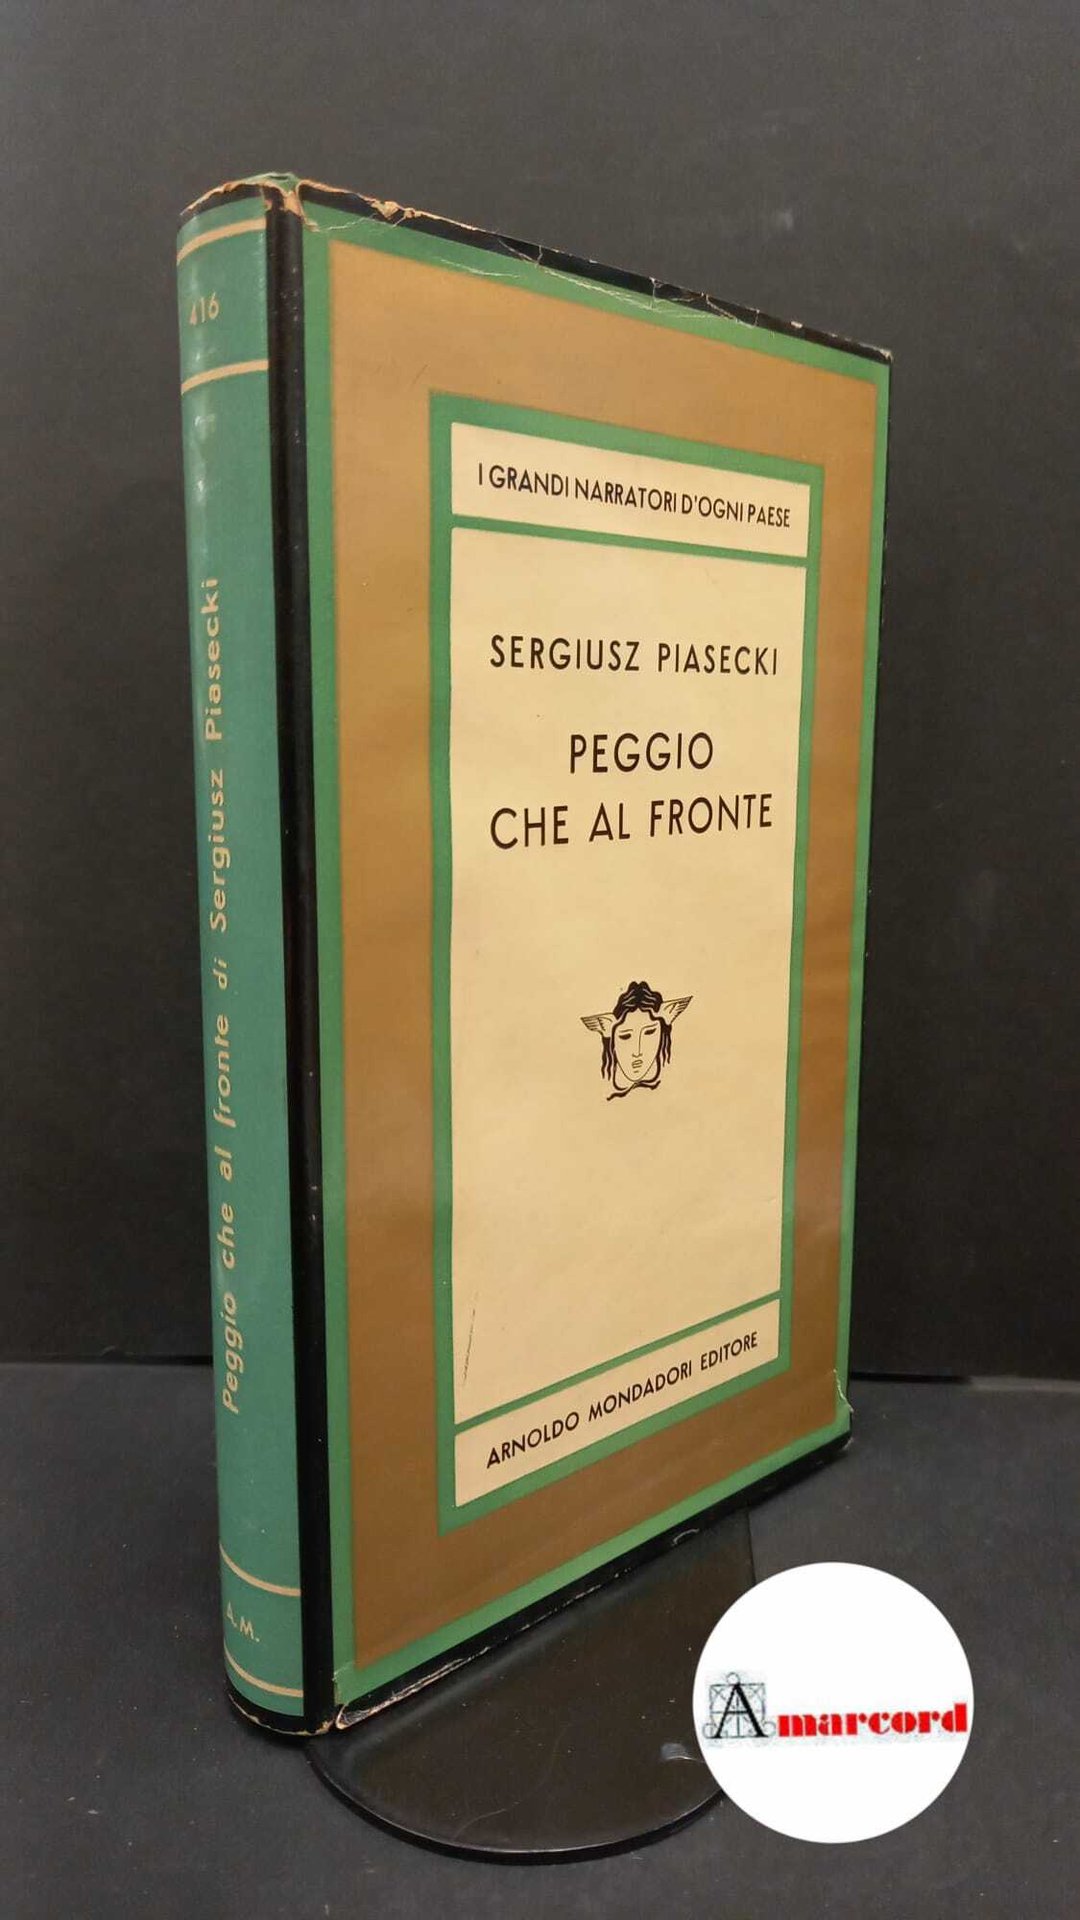 416
Peggio che al fronte di Sergiusz Piasecki
A.M.
I GRANDI NARRATORI D'OGNI PAESE
SERGIUSZ PIASECKI
PEGGIO
CHE AL FRONTE
ARNOLDO MONDADORI EDITORE
Amarcord